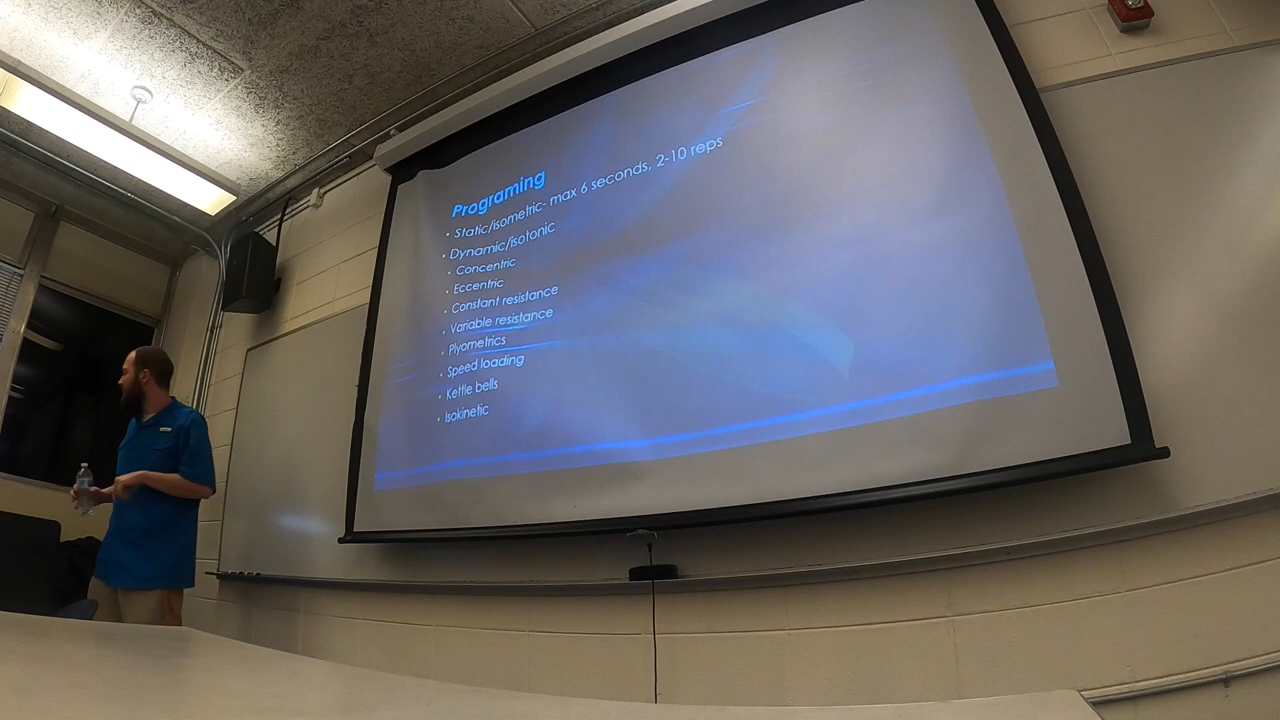 Programing
• Static/isometric- max 6 seconds, 2-10 reps
• Dynamic/isotonic
• Concentric
• Eccentric
• Constant resistance
• Variable resistance
• Plyometrics
• Speed loading
• Kettle bells
• Isokinetic